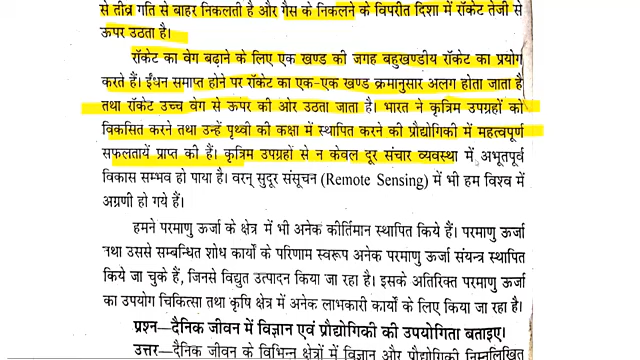 से तीव्र गति से बाहर निकलती है और गैस के निकलने के विपरीत दिशा में रॉकेट तेजी से
ऊपर उठता है।
रॉकेट का वेग बढ़ाने के लिए एक खण्ड की जगह बहुखण्डीय रॉकेट का प्रयोग
करते हैं। ईंधन समाप्त होने पर रॉकेट का एक-एक खण्ड क्रमानुसार अलग होता जाता है
तथा रॉकेट उच्च वेग से ऊपर की ओर उठता जाता है। भारत ने कृत्रिम उपग्रहों को
विकसित करने तथा उन्हें पृथ्वी की कक्षा में स्थापित करने की प्रौद्योगिकी में महत्वपूर्ण
सफलतायें प्राप्त की हैं। कृत्रिम उपग्रहों से न केवल दूर संचार व्यवस्था में अभूतपूर्व
विकास सम्भव हो पाया है। वरन् सुदूर संसूचन (Remote Sensing) में भी हम विश्व में
अग्रणी हो गये हैं।
हमने परमाणु ऊर्जा के क्षेत्र में भी अनेक कीर्तिमान स्थापित किये हैं। परमाणु ऊर्जा
तथा उससे सम्बन्धित शोध कार्यों के परिणाम स्वरूप अनेक परमाणु ऊर्जा संयन्त्र स्थापित
किये जा चुके हैं, जिनसे विद्युत उत्पादन किया जा रहा है। इसके अतिरिक्त परमाणु ऊर्जा
का उपयोग चिकित्सा तथा कृषि क्षेत्र में अनेक लाभकारी कार्यों के लिए किया जा रहा है।
प्रश्न–दैनिक जीवन में विज्ञान एवं प्रौद्योगिकी की उपयोगिता बताइए।
उत्तर–दैनिक जीवन के विभिन्न क्षेत्रों में विज्ञान और प्रौद्योगिकी की निम्नलिखित